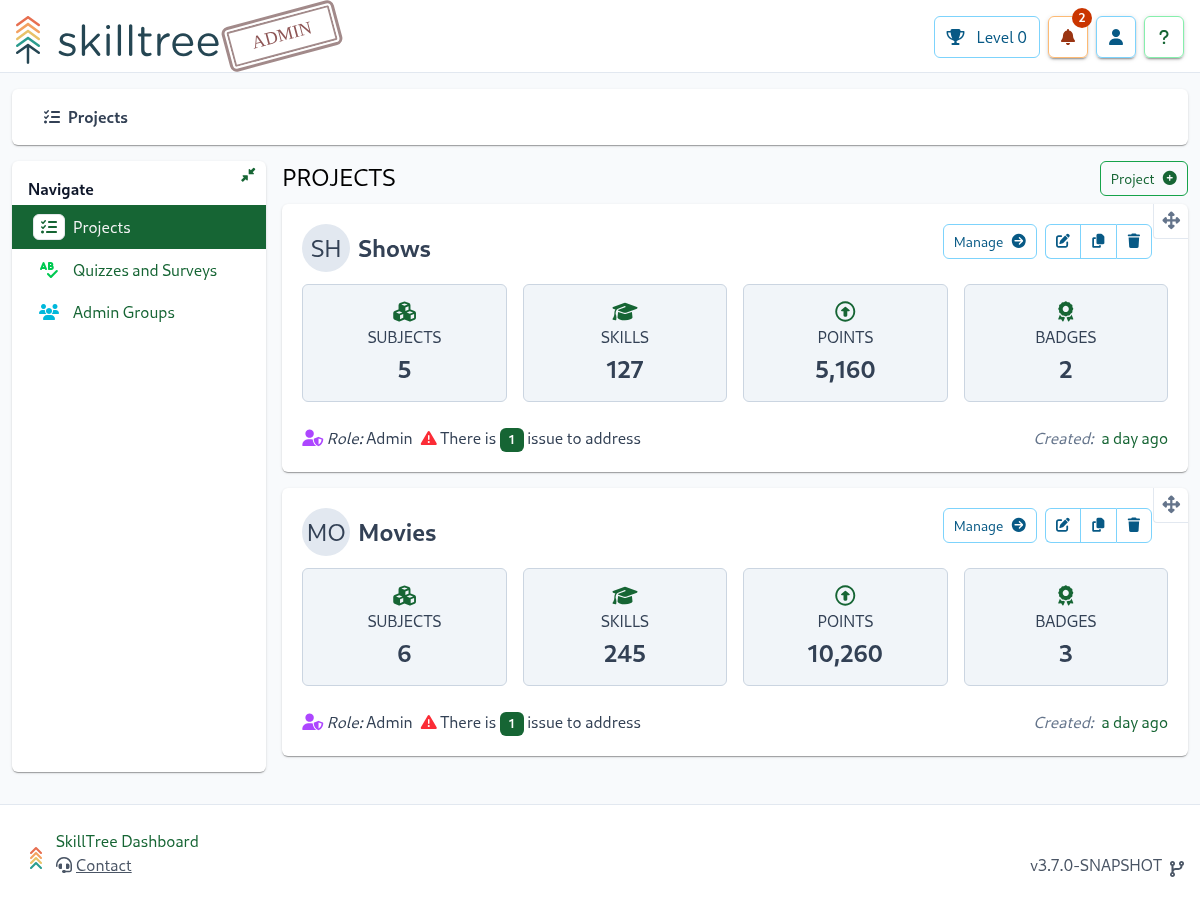 skilltree ADMIN Level 0 2 ?
Projects
Navigate
Projects
AB Quizzes and Surveys
Admin Groups
PROJECTS
Project
SH Shows
Manage
SUBJECTS
5
SKILLS
127
POINTS
5,160
BADGES
2
Role: Admin There is 1 issue to address
Created: a day ago
MO Movies
Manage
SUBJECTS
6
SKILLS
245
POINTS
10,260
BADGES
3
Role: Admin There is 1 issue to address
Created: a day ago
SkillTree Dashboard
Contact
v3.7.0-SNAPSHOT